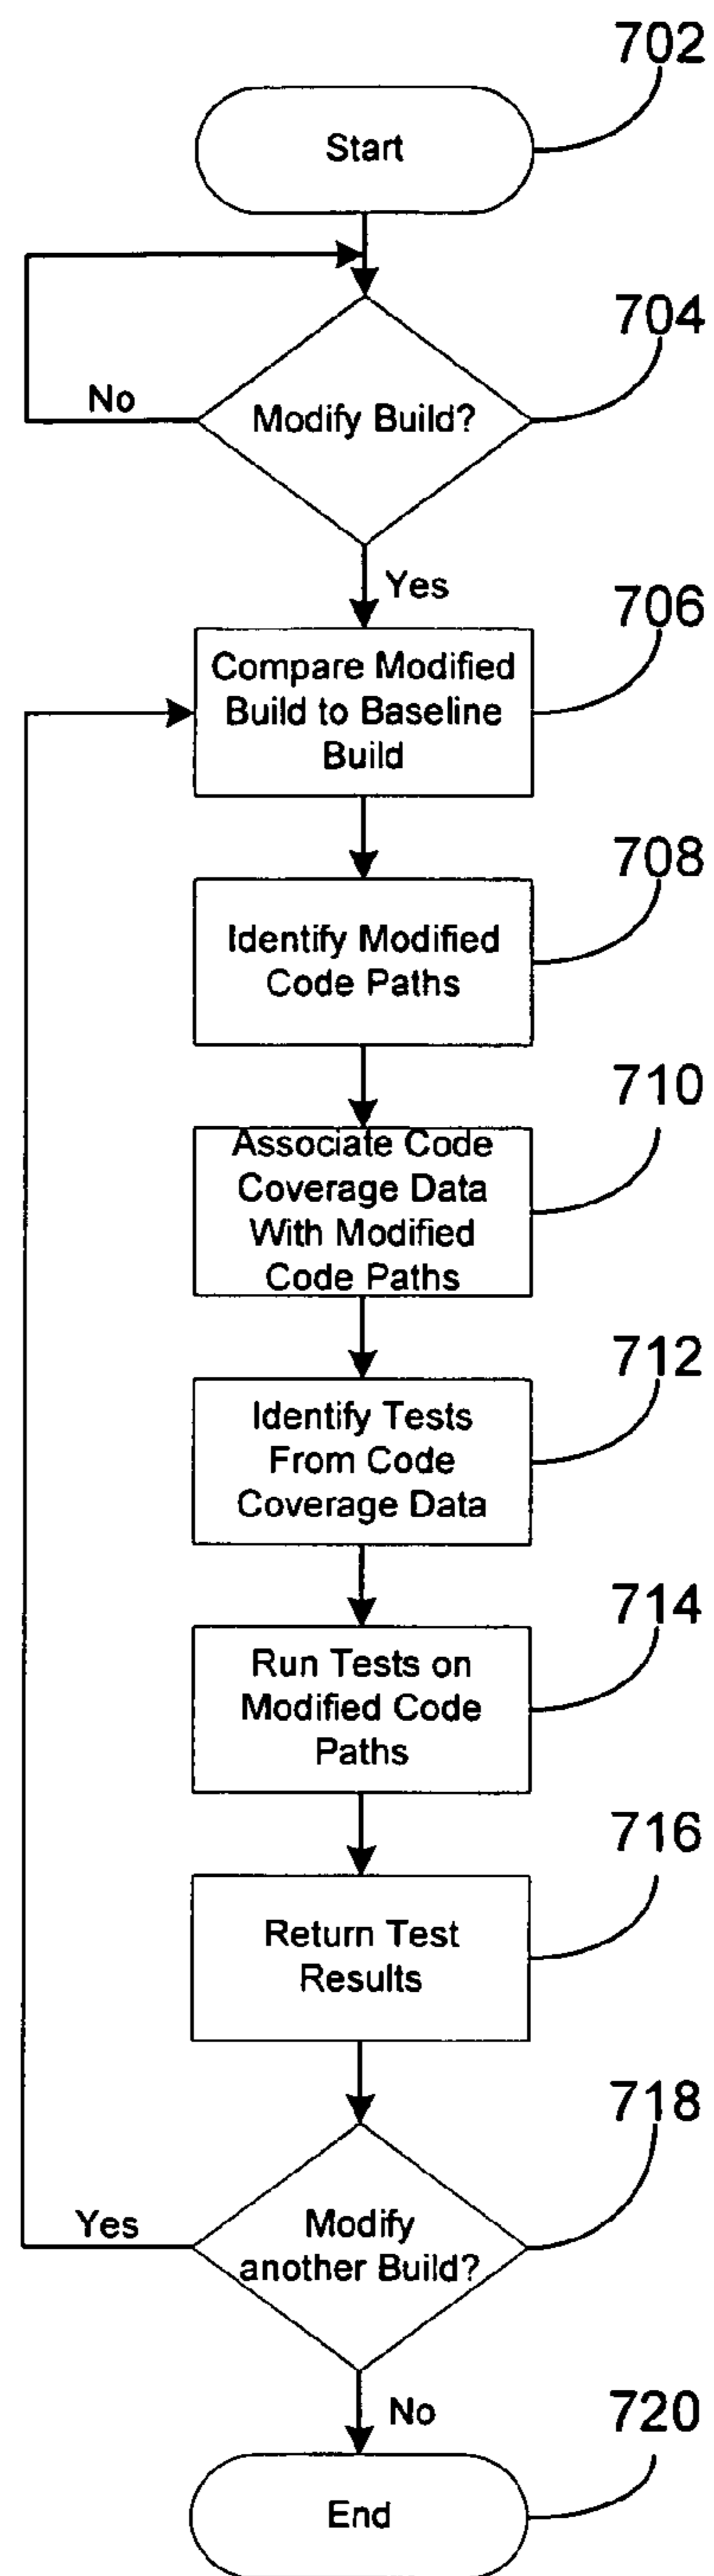 702
Start
704
No
Modify Build?
Yes
706
Compare Modified
Build to Baseline
Build
708
Identify Modified
Code Paths
710
Associate Code
Coverage Data
With Modified
Code Paths
712
Identify Tests
From Code
Coverage Data
714
Run Tests on
Modified Code
Paths
716
Return Test
Results
718
Yes
Modify
another Build?
No
720
End